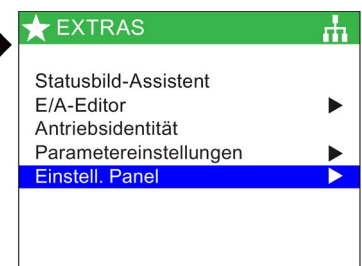 EXTRAS
Statusbild-Assistent
E/A-Editor
Antriebsidentität
Parametereinstellungen
Einstell. Panel